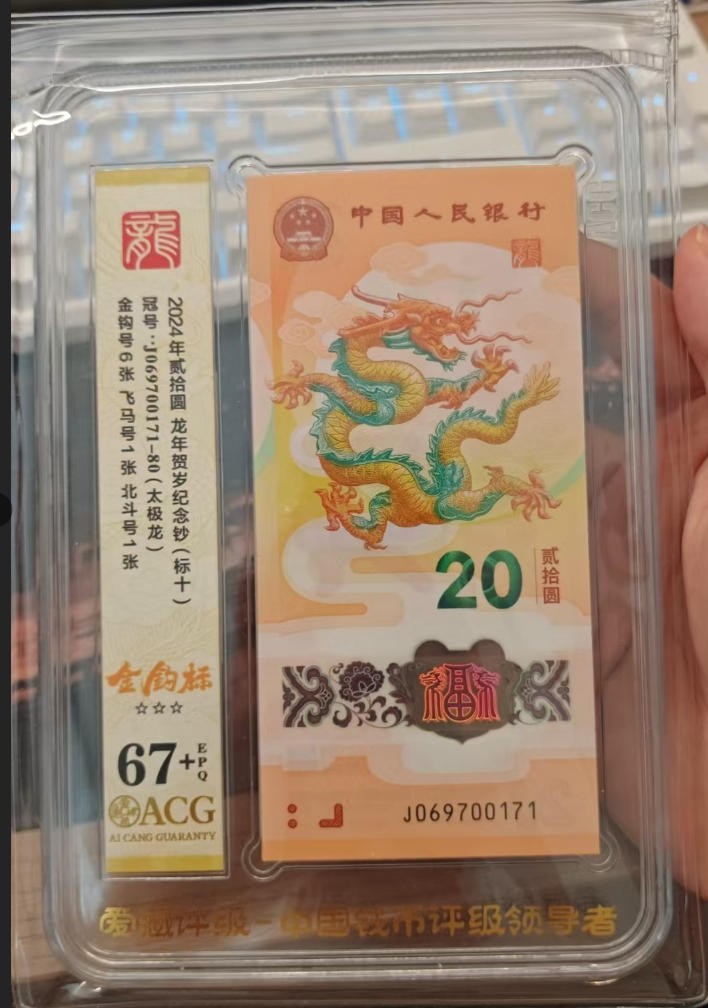 龍
2024年贰拾圆 龙年贺岁纪念钞(标十)
冠号:J069700171-80(太极龙)
金钩号6张 飞马号1张 北斗号1张
金钩标
☆☆☆
67+EPQ
ACG
AI CANG GUARANTY
中国人民银行
龍
20
贰拾圆
福
J069700171
爱藏评级-中国钱币评级领导者